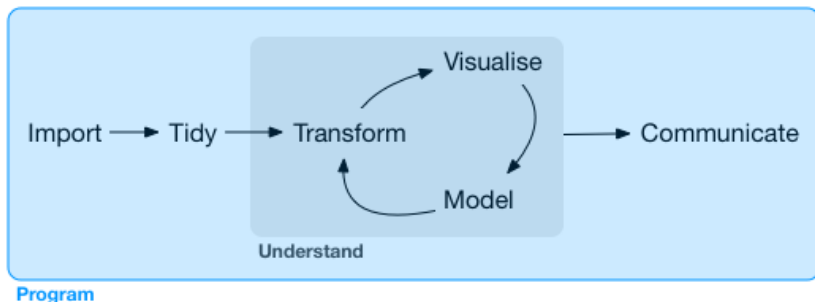 Visualise
Import
Tidy
Transform
Communicate
Model
Understand
Program